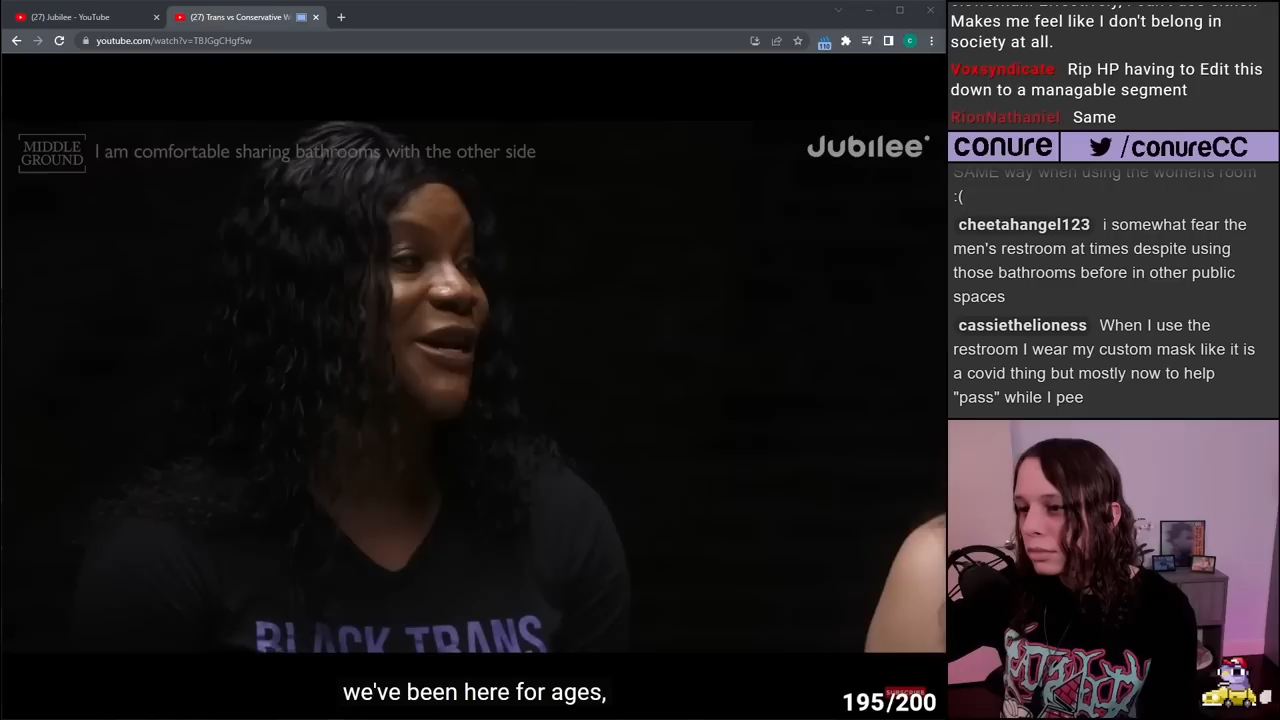 (27) Jubilee - YouTube
(27) Trans vs Conservative W
youtube.com/watch?v=TBJGgCHgf5w
MIDDLE
GROUND
I am comfortable sharing bathrooms with the other side
Jubilee
BLACK TRANS
we've been here for ages,
SUBSCRIBE
195/200
Makes me feel like I don't belong in
society at all.
Voxsyndicate Rip HP having to Edit this
down to a managable segment
RionNathaniel Same
conure /conureCC
SAME way when using the womens room
:(
cheetahangel123 i somewhat fear the
men's restroom at times despite using
those bathrooms before in other public
spaces
cassiethelioness When I use the
restroom I wear my custom mask like it is
a covid thing but mostly now to help
"pass" while I pee